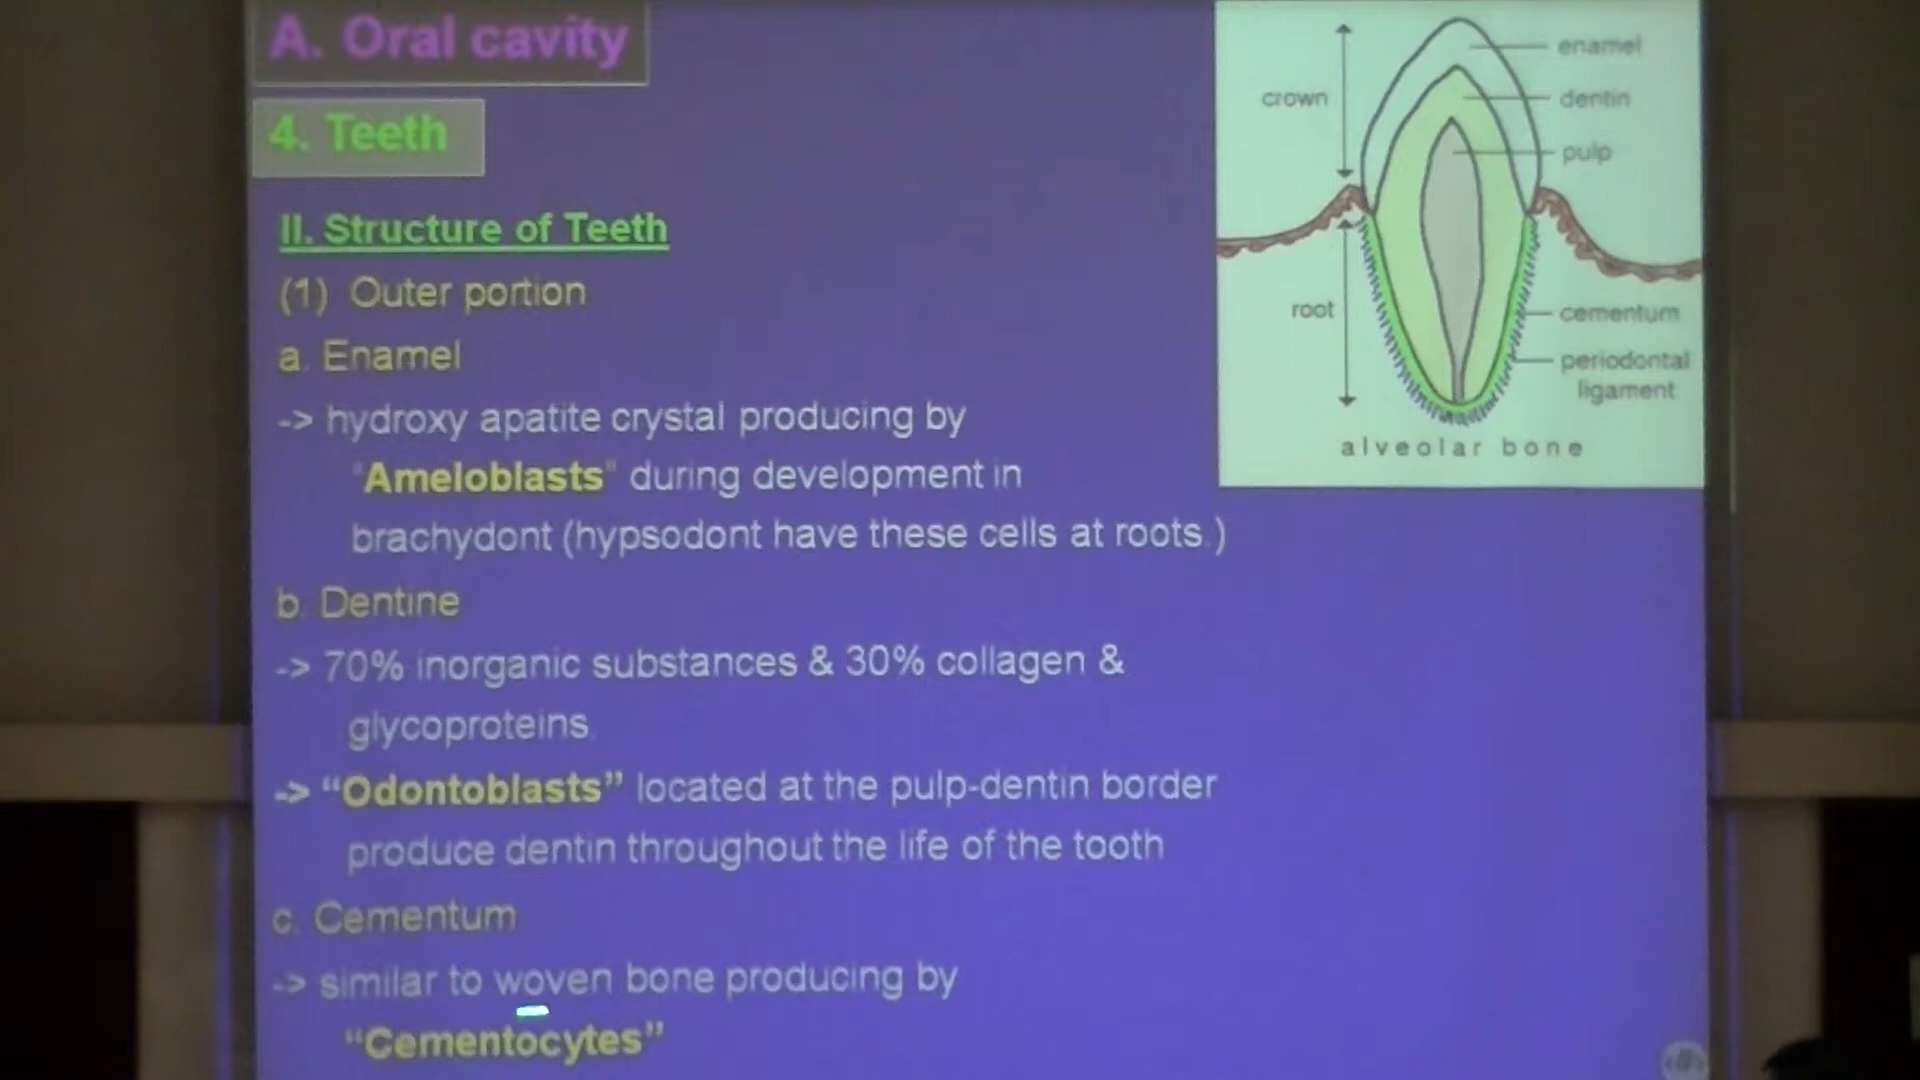 A. Oral cavity
4. Teeth
II. Structure of Teeth
(1) Outer portion
a. Enamel
-> hydroxy apatite crystal producing by
"Ameloblasts" during development in
brachydont (hypsodont have these cells at roots.)
b. Dentine
-> 70% inorganic substances & 30% collagen &
glycoproteins.
-> “Odontoblasts” located at the pulp-dentin border
produce dentin throughout the life of the tooth
c. Cementum
-> similar to woven bone producing by
“Cementocytes”
enamel
crown
dentin
pulp
root
cementum
periodontal
ligament
alveolar bone